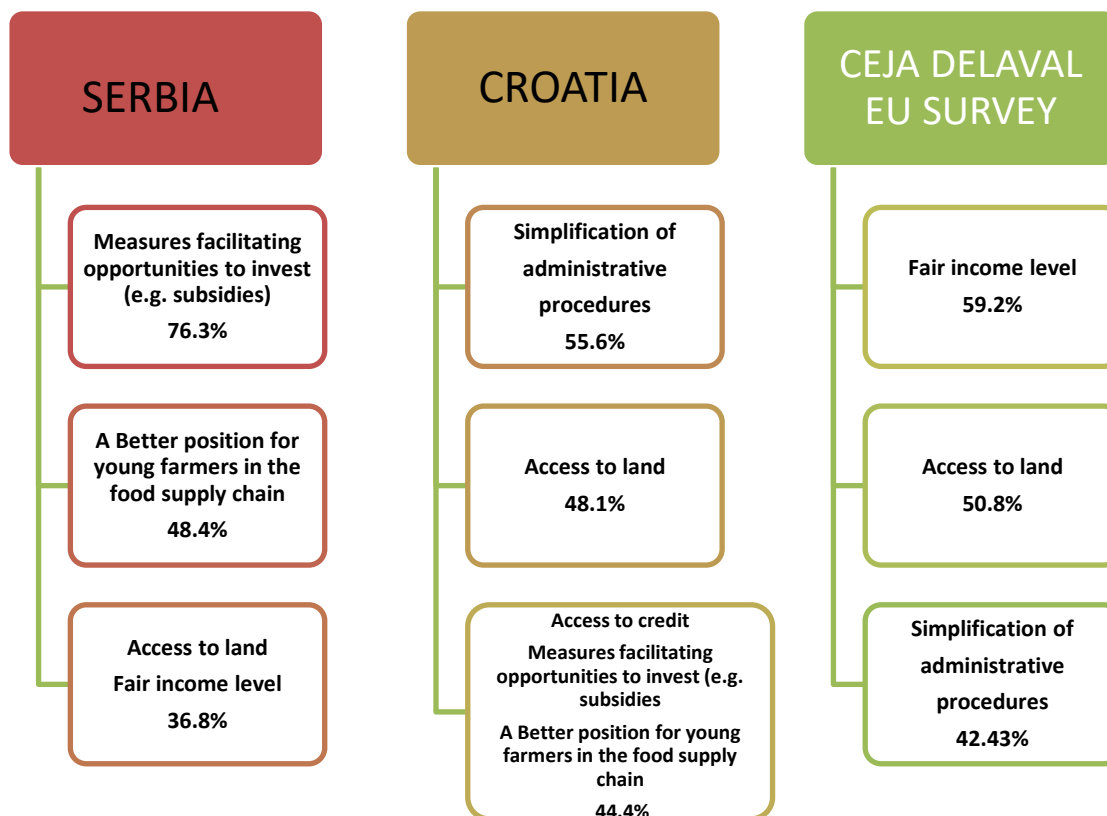 SERBIA
Measures facilitating
opportunities to invest
(e.g. subsidies)
76.3%
A Better position for
young farmers in the
food supply chain
48.4%
Access to land
Fair income level
36.8%
CROATIA
Simplification of
administrative
procedures
55.6%
Access to land
48.1%
Access to credit
Measures facilitating
opportunities to invest (e.g.
subsidies
A Better position for young
farmers in the food supply
chain
44.4%
CEJA DELAVAL
EU SURVEY
Fair income level
59.2%
Access to land
50.8%
Simplification of
administrative
procedures
42.43%